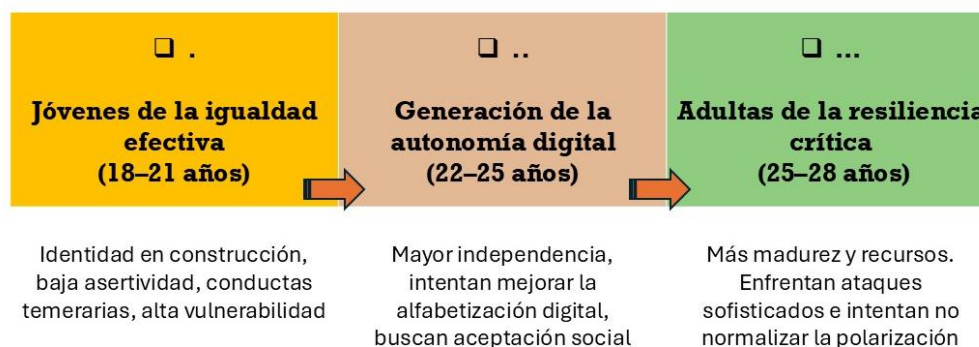 ❑ .
Jóvenes de la igualdad
efectiva
(18–21 años)
❑ ..
Generación de la
autonomía digital
(22–25 años)
❑ ...
Adultas de la resiliencia
crítica
(25–28 años)
Identidad en construcción,
baja asertividad, conductas
temerarias, alta vulnerabilidad
Mayor independencia,
intentan mejorar la
alfabetización digital,
buscan aceptación social
Más madurez y recursos.
Enfrentan ataques
sofisticados e intentan no
normalizar la polarización